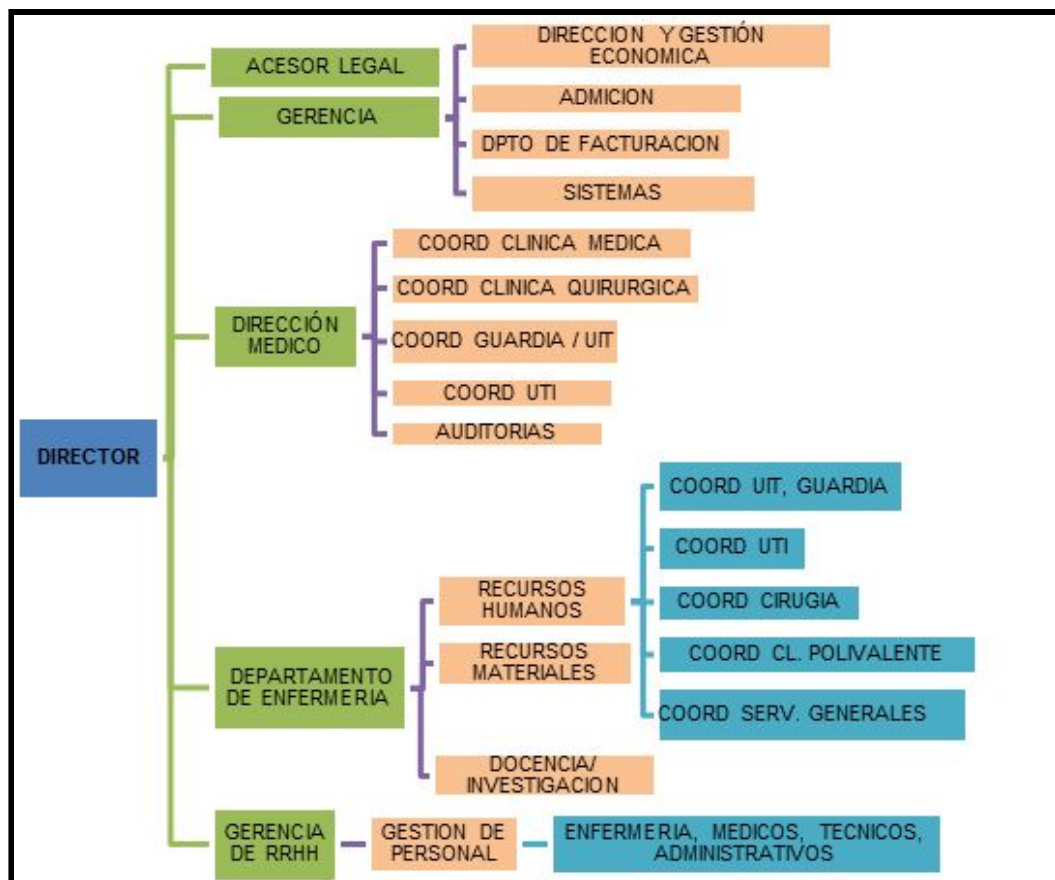 DIRECTOR
ACESOR LEGAL
GERENCIA
DIRECCION Y GESTIÓN
ECONOMICA
ADMICION
DPTO DE FACTURACION
SISTEMAS
DIRECCIÓN
MEDICO
COORD CLINICA MEDICA
COORD CLINICA QUIRURGICA
COORD GUARDIA / UIT
COORD UTI
AUDITORIAS
DEPARTAMENTO
DE ENFERMERIA
RECURSOS
HUMANOS
COORD UIT, GUARDIA
COORD UTI
COORD CIRUGIA
COORD CL. POLIVALENTE
COORD SERV. GENERALES
RECURSOS
MATERIALES
DOCENCIA/
INVESTIGACION
GERENCIA
DE RRHH
GESTION DE
PERSONAL
ENFERMERIA, MEDICOS, TECNICOS,
ADMINISTRATIVOS